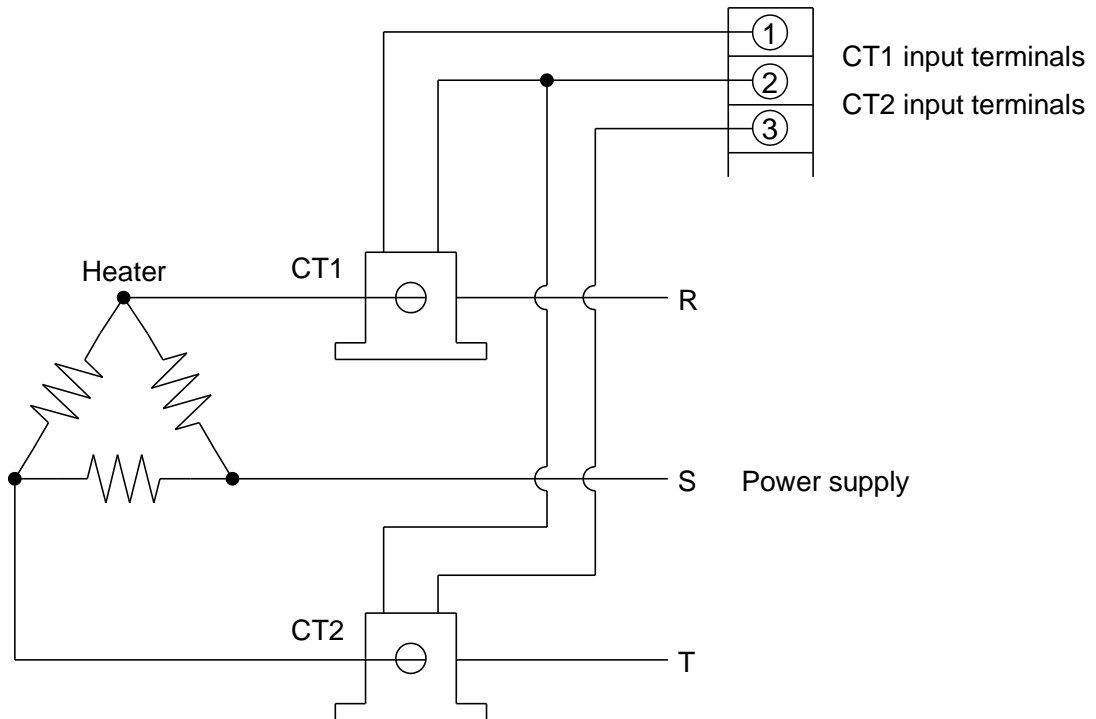 1
CT1 input terminals
2
CT2 input terminals
3
CT1
Heater
R
S Power supply
CT2
T